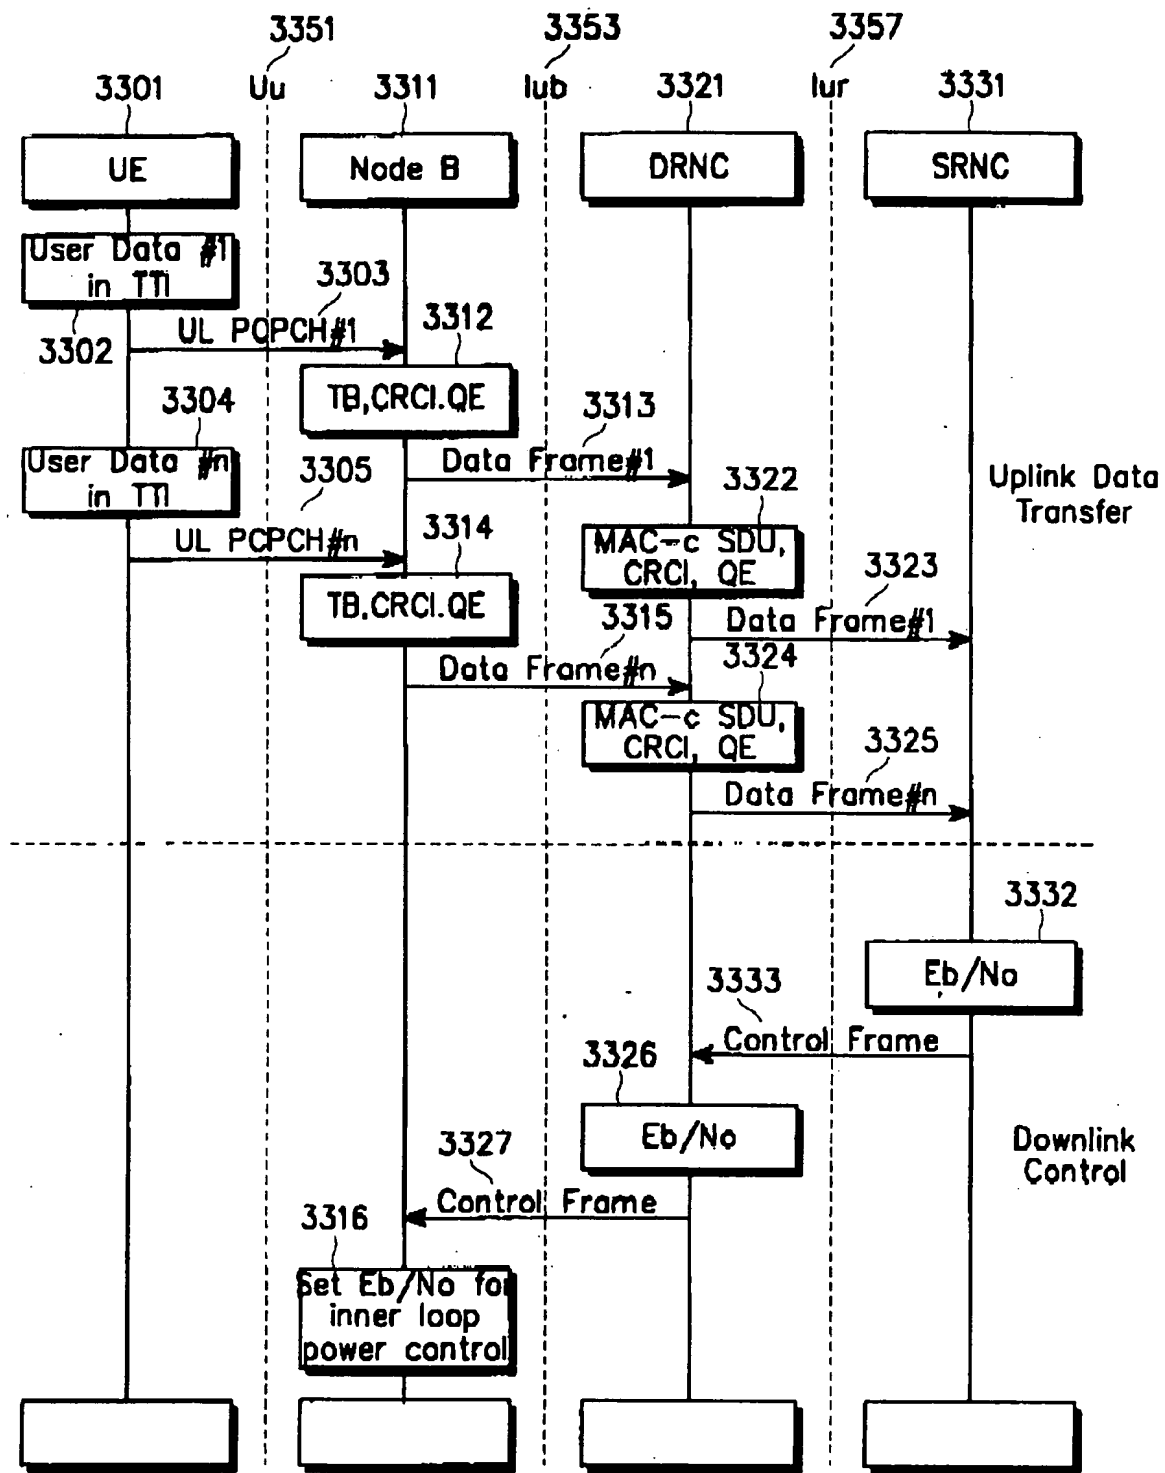 3351
3353
3357
3301
Uu
3311
Iub
3321
Iur
3331
UE
Node B
DRNC
SRNC
User Data #1
in TTI
3302
3303
UL PCPCH#1
3312
TB,CRCI.QE
3304
User Data #n
in TTI
3305
UL PCPCH#n
3313
Data Frame#1
3314
TB,CRCI.QE
3322
MAC-c SDU,
CRCI, QE
Uplink Data
Transfer
3323
Data Frame#1
3315
Data Frame#n
3324
MAC-c SDU,
CRCI, QE
3325
Data Frame#n
3332
Eb/No
3333
Control Frame
3326
Eb/No
Downlink
Control
3327
Control Frame
3316
Set Eb/No for
inner loop
power control